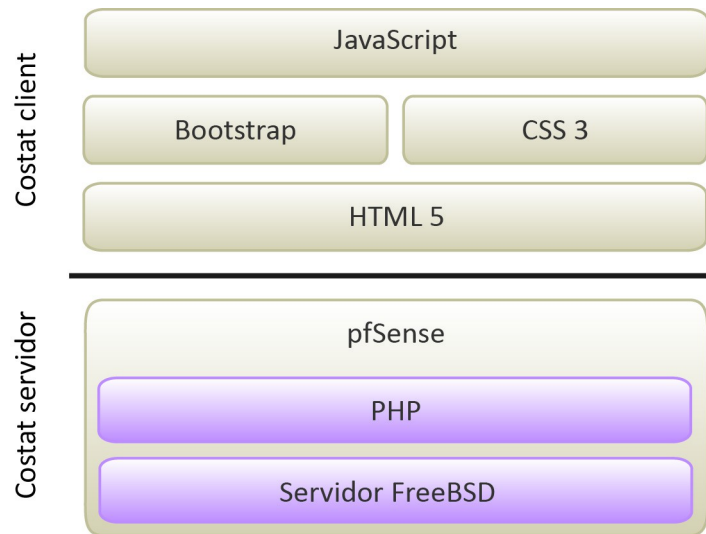 Costat client
JavaScript
Bootstrap
CSS 3
HTML 5
Costat servidor
pfSense
PHP
Servidor FreeBSD